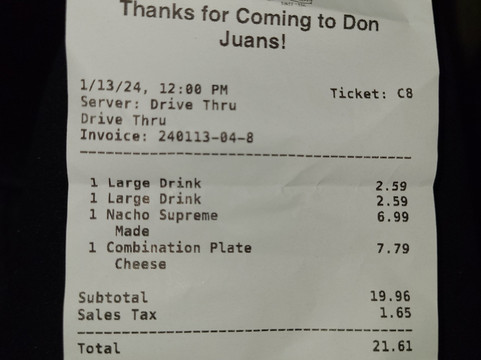 Thanks for Coming to Don
Juans!
1/13/24, 12:00 PM Ticket: C8
Server: Drive Thru
Drive Thru
Invoice: 240113-04-8
1 Large Drink 2.59
1 Large Drink 2.59
1 Nacho Supreme 6.99
Made
1 Combination Plate 7.79
Cheese
Subtotal 19.96
Sales Tax 1.65
Total 21.61